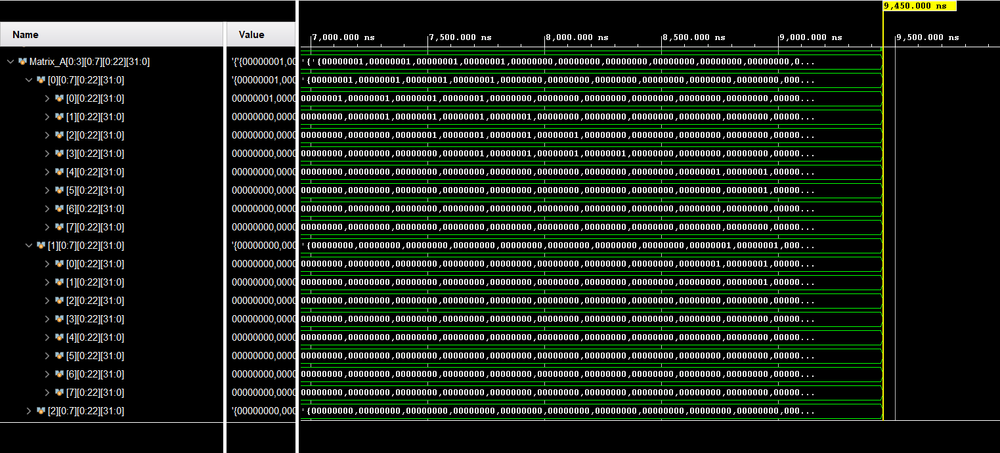 9,450.000 ns
Name Value 7,000.000 ns 7,500.000 ns 8,000.000 ns 8,500.000 ns 9,000.000 ns 9,500.000 ns
Matrix_A[0:3][0:7][0:22][31:0] '{'{00000001,00 '{'{00000001,00000001,00000001,00000001,00000000,00000000,00000000,00000000,00000000,00000000,0...
[0][0:7][0:22][31:0] '{00000001,000 '{00000001,00000001,00000001,00000001,00000000,00000000,00000000,00000000,00000000,00000000,000...
[0][0:22][31:0] 00000001,0000 00000001,00000001,00000001,00000001,00000000,00000000,00000000,00000000,00000000,00000000,00000...
[1][0:22][31:0] 00000000,0000 00000000,00000001,00000001,00000001,00000001,00000000,00000000,00000000,00000000,00000000,00000...
[2][0:22][31:0] 00000000,0000 00000000,00000000,00000001,00000001,00000001,00000001,00000000,00000000,00000000,00000000,00000...
[3][0:22][31:0] 00000000,0000 00000000,00000000,00000000,00000001,00000001,00000001,00000001,00000000,00000000,00000000,00000...
[4][0:22][31:0] 00000000,0000 00000000,00000000,00000000,00000000,00000000,00000000,00000000,00000000,00000001,00000001,00000...
[5][0:22][31:0] 00000000,0000 00000000,00000000,00000000,00000000,00000000,00000000,00000000,00000000,00000000,00000001,00000...
[6][0:22][31:0] 00000000,0000 00000000,00000000,00000000,00000000,00000000,00000000,00000000,00000000,00000000,00000000,00000...
[7][0:22][31:0] 00000000,0000 00000000,00000000,00000000,00000000,00000000,00000000,00000000,00000000,00000000,00000000,00000...
[1][0:7][0:22][31:0] '{00000000,000 '{00000000,00000000,00000000,00000000,00000000,00000000,00000000,00000000,00000001,00000001,000...
[0][0:22][31:0] 00000000,0000 00000000,00000000,00000000,00000000,00000000,00000000,00000000,00000000,00000001,00000001,00000...
[1][0:22][31:0] 00000000,0000 00000000,00000000,00000000,00000000,00000000,00000000,00000000,00000000,00000000,00000001,00000...
[2][0:22][31:0] 00000000,0000 00000000,00000000,00000000,00000000,00000000,00000000,00000000,00000000,00000000,00000000,00000...
[3][0:22][31:0] 00000000,0000 00000000,00000000,00000000,00000000,00000000,00000000,00000000,00000000,00000000,00000000,00000...
[4][0:22][31:0] 00000000,0000 00000000,00000000,00000000,00000000,00000000,00000000,00000000,00000000,00000000,00000000,00000...
[5][0:22][31:0] 00000000,0000 00000000,00000000,00000000,00000000,00000000,00000000,00000000,00000000,00000000,00000000,00000...
[6][0:22][31:0] 00000000,0000 00000000,00000000,00000000,00000000,00000000,00000000,00000000,00000000,00000000,00000000,00000...
[7][0:22][31:0] 00000000,0000 00000000,00000000,00000000,00000000,00000000,00000000,00000000,00000000,00000000,00000000,00000...
[2][0:7][0:22][31:0] '{00000000,000 '{00000000,00000000,00000000,00000000,00000000,00000000,00000000,00000000,00000000,00000000,000...